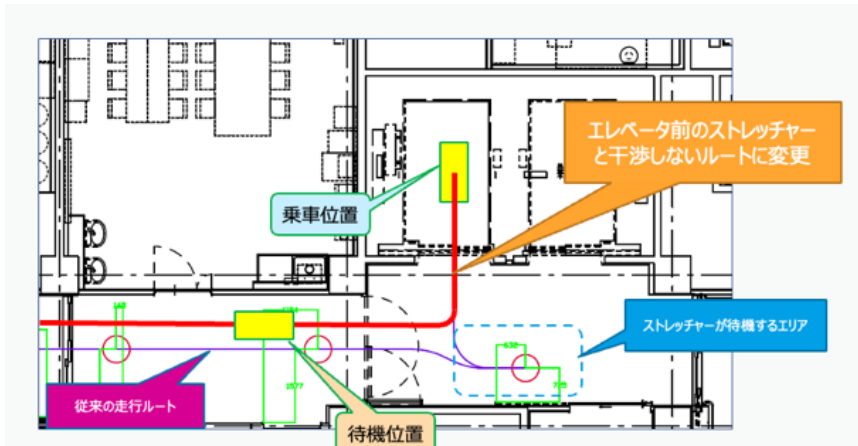 エレベータ前のストレッチャー
と干渉しないルートに変更
乗車位置
ストレッチャーが待機するエリア
630
1577
従来の走行ルート
待機位置